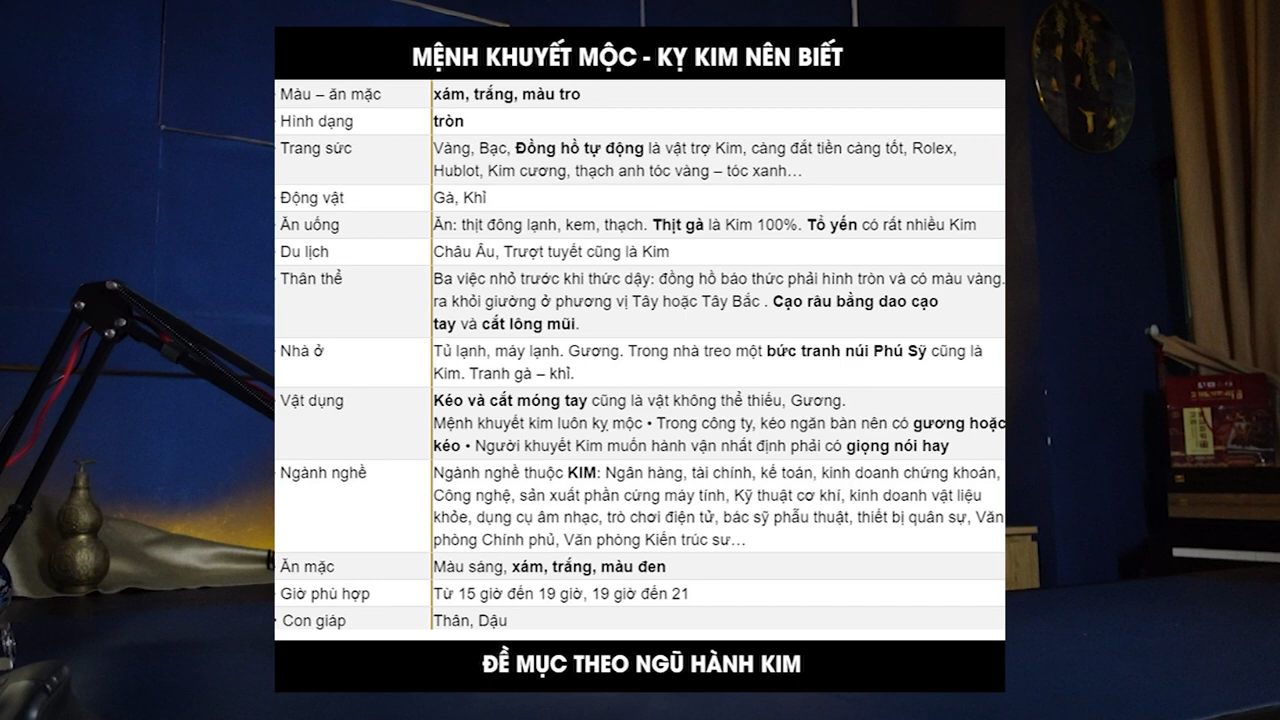 MỆNH KHUYẾT MỘC - KỴ KIM NÊN BIẾT
Màu – ăn mặc xám, trắng, màu tro
Hình dạng tròn
Trang sức Vàng, Bạc, Đồng hồ tự động là vật trợ Kim, càng đắt tiền càng tốt, Rolex,
Hublot, Kim cương, thạch anh tóc vàng – tóc xanh…
Động vật Gà, Khỉ
Ăn uống Ăn: thịt đông lạnh, kem, thạch. Thịt gà là Kim 100%. Tổ yến có rất nhiều Kim
Du lịch Châu Âu, Trượt tuyết cũng là Kim
Thân thể Ba việc nhỏ trước khi thức dậy: đồng hồ báo thức phải hình tròn và có màu vàng.
ra khỏi giường ở phương vị Tây hoặc Tây Bắc . Cạo râu bằng dao cạo
tay và cắt lông mũi.
Nhà ở Tủ lạnh, máy lạnh. Gương. Trong nhà treo một bức tranh núi Phú Sỹ cũng là
Kim. Tranh gà – khỉ.
Vật dụng Kéo và cắt móng tay cũng là vật không thể thiếu, Gương.
Mệnh khuyết kim luôn kỵ mộc • Trong công ty, kéo ngăn bàn nên có gương hoặc
kéo • Người khuyết Kim muốn hành vận nhất định phải có giọng nói hay
Ngành nghề Ngành nghề thuộc KIM: Ngân hàng, tài chính, kế toán, kinh doanh chứng khoán,
Công nghệ, sản xuất phần cứng máy tính, Kỹ thuật cơ khí, kinh doanh vật liệu
khỏe, dụng cụ âm nhạc, trò chơi điện tử, bác sỹ phẫu thuật, thiết bị quân sự, Văn
phòng Chính phủ, Văn phòng Kiến trúc sư…
Ăn mặc Màu sáng, xám, trắng, màu đen
Giờ phù hợp Từ 15 giờ đến 19 giờ, 19 giờ đến 21
Con giáp Thân, Dậu
ĐỀ MỤC THEO NGŨ HÀNH KIM